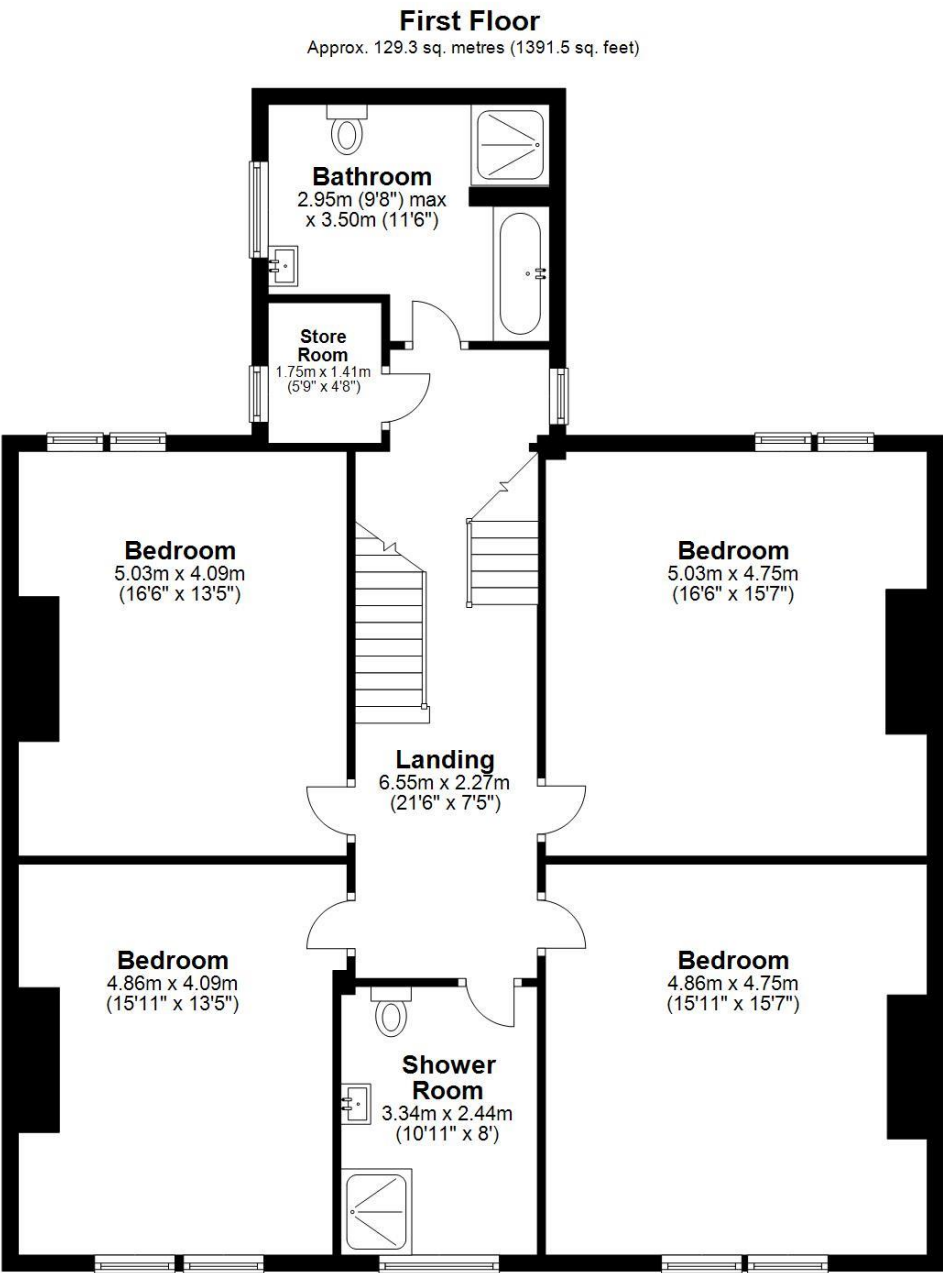 First Floor
Approx. 129.3 sq. metres (1391.5 sq. feet)
Bathroom
2.95m (9'8") max
x 3.50m (11'6")
Store
Room
1.75m x 1.41m
(5'9" x 4'8")
Bedroom
5.03m x 4.09m
(16'6" x 13'5")
Bedroom
5.03m x 4.75m
(16'6" x 15'7")
Landing
6.55m x 2.27m
(21'6" x 7'5")
Bedroom
4.86m x 4.09m
(15'11" x 13'5")
Bedroom
4.86m x 4.75m
(15'11" x 15'7")
Shower
Room
3.34m x 2.44m
(10'11" x 8')